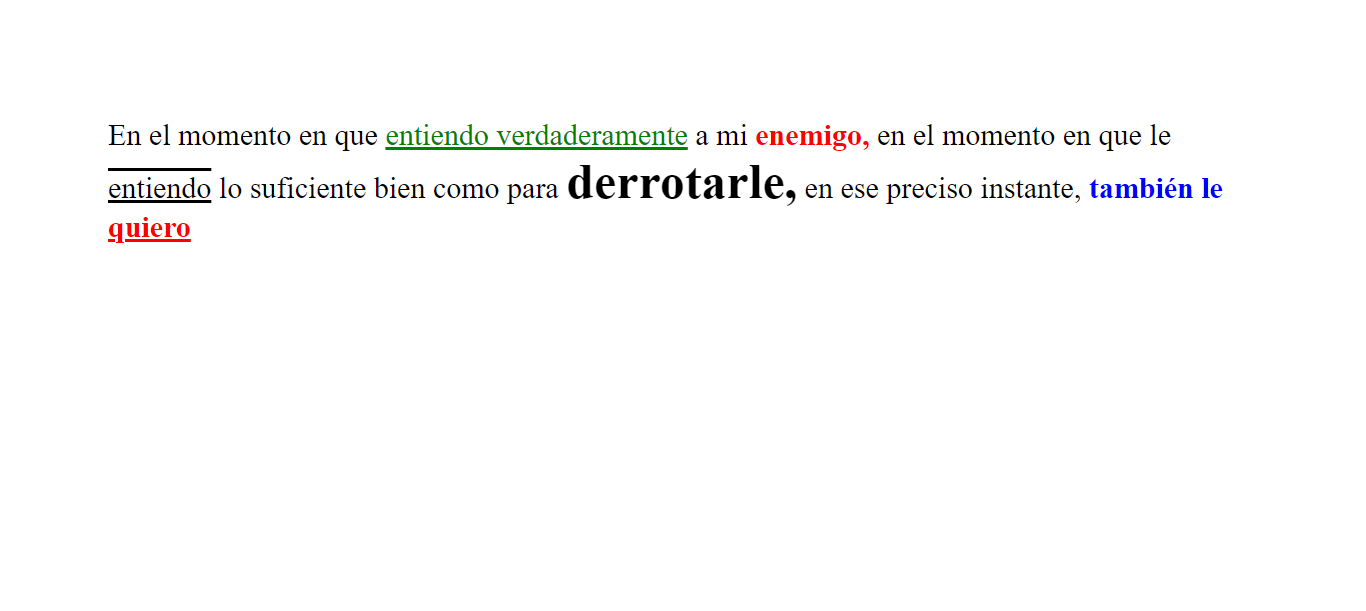 En el momento en que entiendo verdaderamente a mi enemigo, en el momento en que le
entiendo lo suficiente bien como para derrotarle, en ese preciso instante, también le
quiero